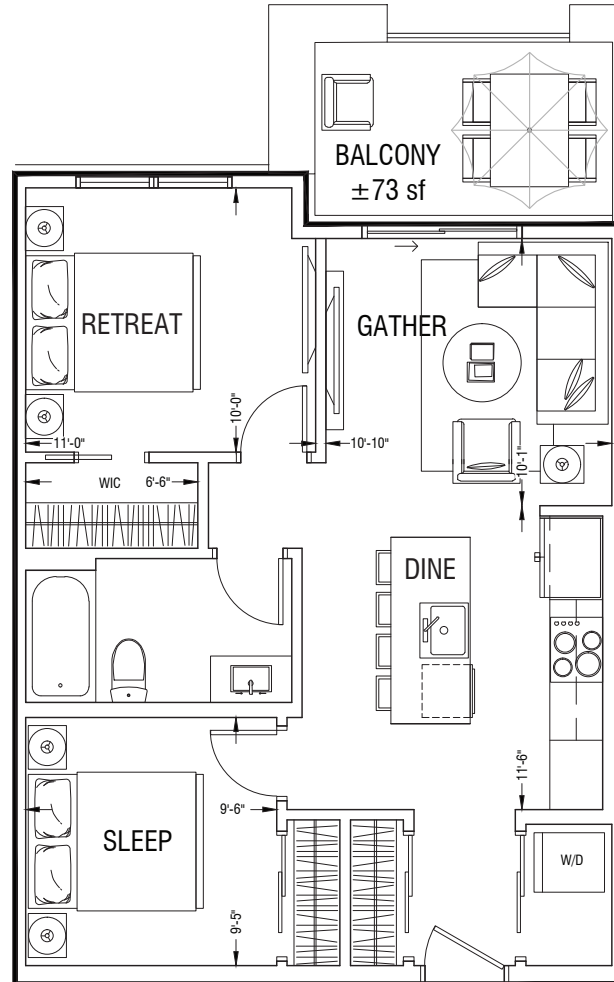 BALCONY
±73 sf
RETREAT
GATHER
10'-0"
11'-0"
10'-10"
10'-1"
WIC
6'-6"
DINE
11'-6"
9'-6"
SLEEP
W/D
9'-5"